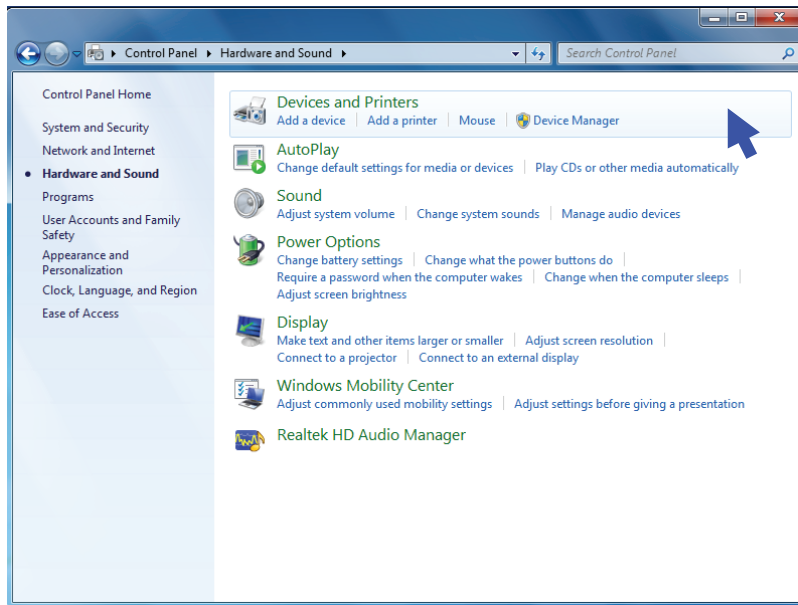 Control Panel Hardware and Sound Search Control Panel
Control Panel Home
System and Security
Network and Internet
Hardware and Sound
Programs
User Accounts and Family
Safety
Appearance and
Personalization
Clock, Language, and Region
Ease of Access
Devices and Printers
Add a device Add a printer Mouse Device Manager
AutoPlay
Change default settings for media or devices Play CDs or other media automatically
Sound
Adjust system volume Change system sounds Manage audio devices
Power Options
Change battery settings Change what the power buttons do
Require a password when the computer wakes Change when the computer sleeps
Adjust screen brightness
Display
Make text and other items larger or smaller Adjust screen resolution
Connect to a projector Connect to an external display
Windows Mobility Center
Adjust commonly used mobility settings Adjust settings before giving a presentation
Realtek HD Audio Manager